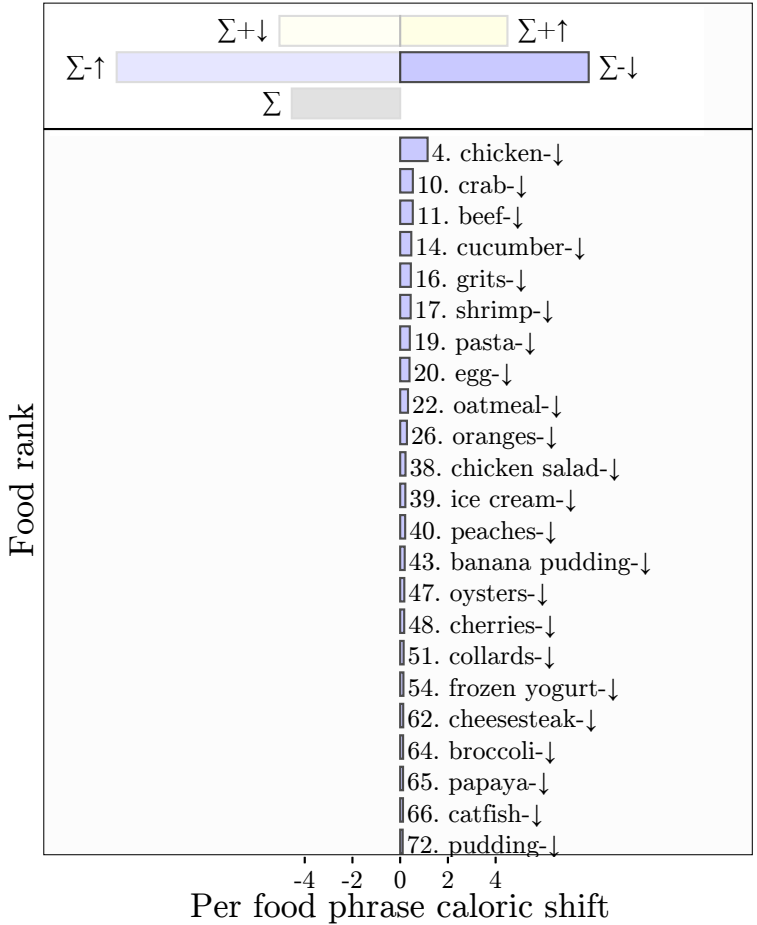 ∑+↓ ∑+↑
∑-↑ ∑-↓
∑
4. chicken-↓
10. crab-↓
11. beef-↓
14. cucumber-↓
16. grits-↓
17. shrimp-↓
19. pasta-↓
20. egg-↓
22. oatmeal-↓
26. oranges-↓
38. chicken salad-↓
39. ice cream-↓
40. peaches-↓
43. banana pudding-↓
47. oysters-↓
48. cherries-↓
51. collards-↓
54. frozen yogurt-↓
62. cheesesteak-↓
64. broccoli-↓
65. papaya-↓
66. catfish-↓
72. pudding-↓
Food rank
-4 -2 0 2 4
Per food phrase caloric shift